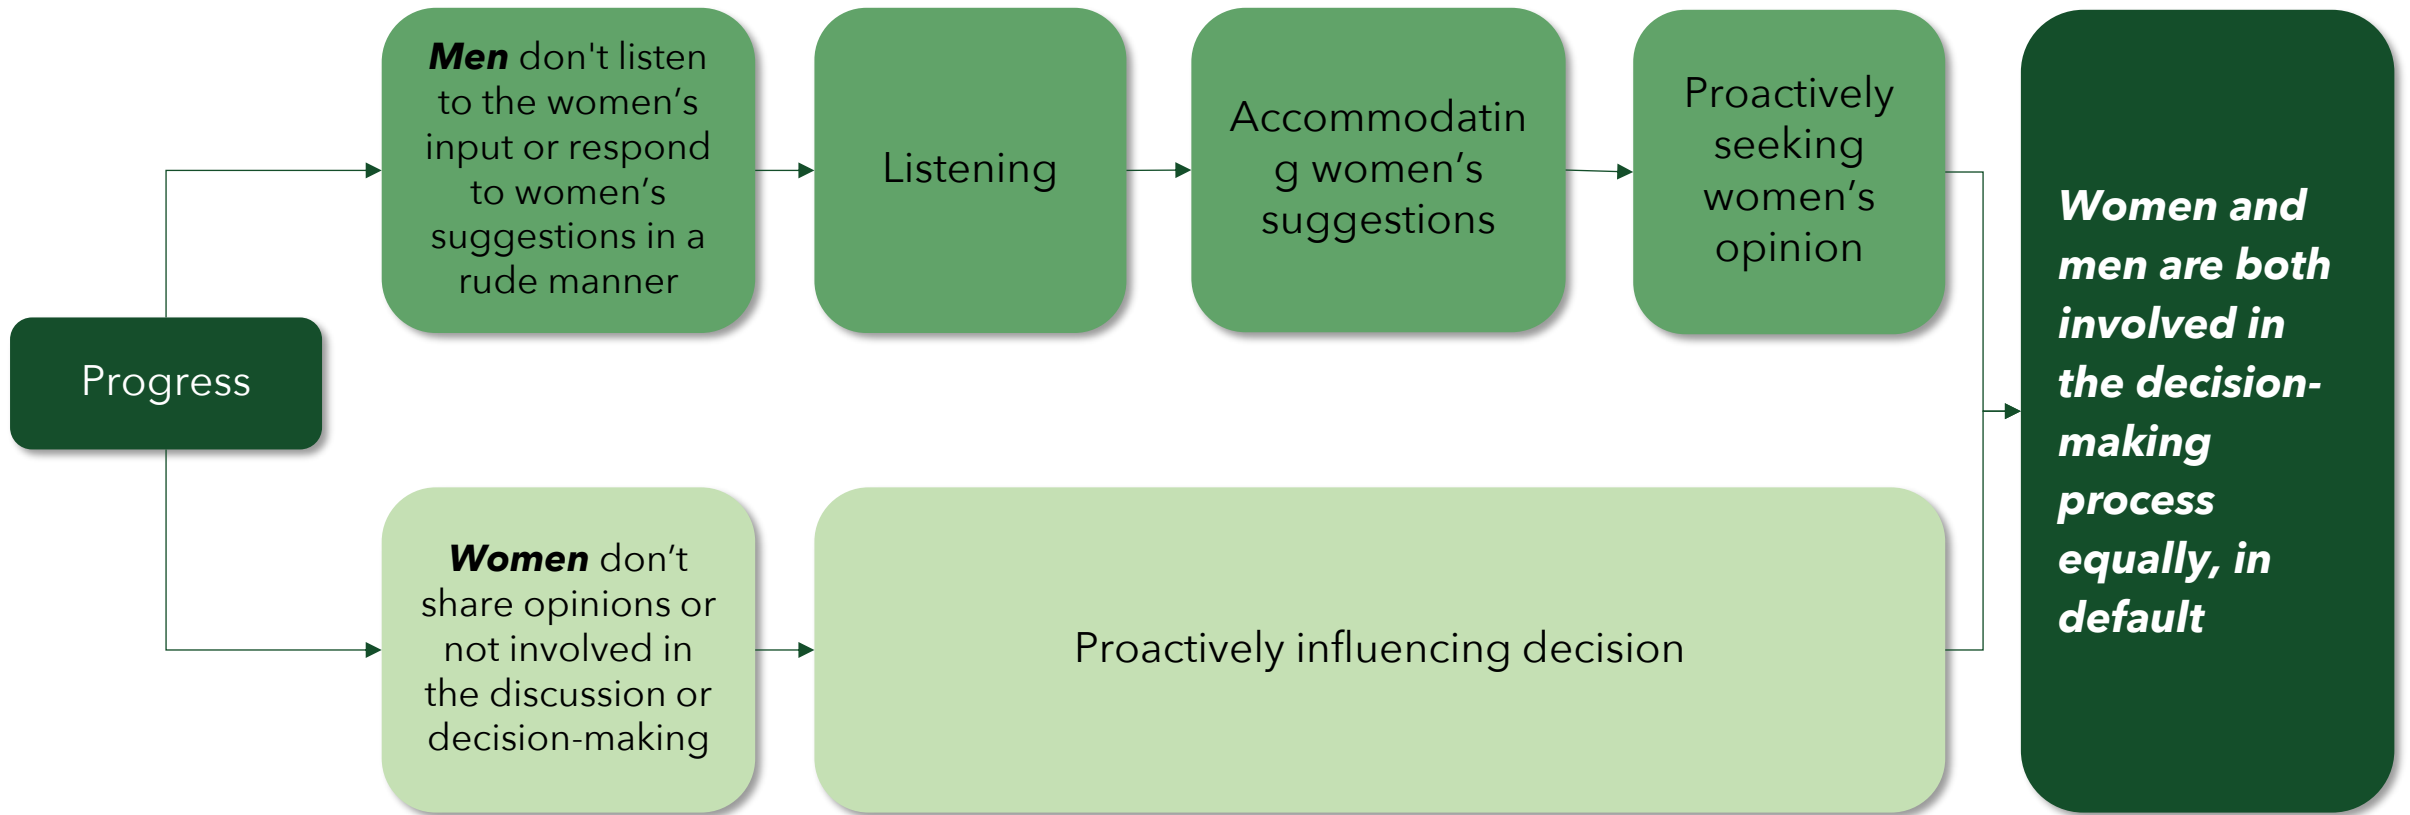 Progress
Men don't listen
to the women’s
input or respond
to women’s
suggestions in a
rude manner
Listening
Accommodatin
g women’s
suggestions
Proactively
seeking
women’s
opinion
Women don’t
share opinions or
not involved in
the discussion or
decision-making
Proactively influencing decision
Women and
men are both
involved in
the decision-
making
process
equally, in
default